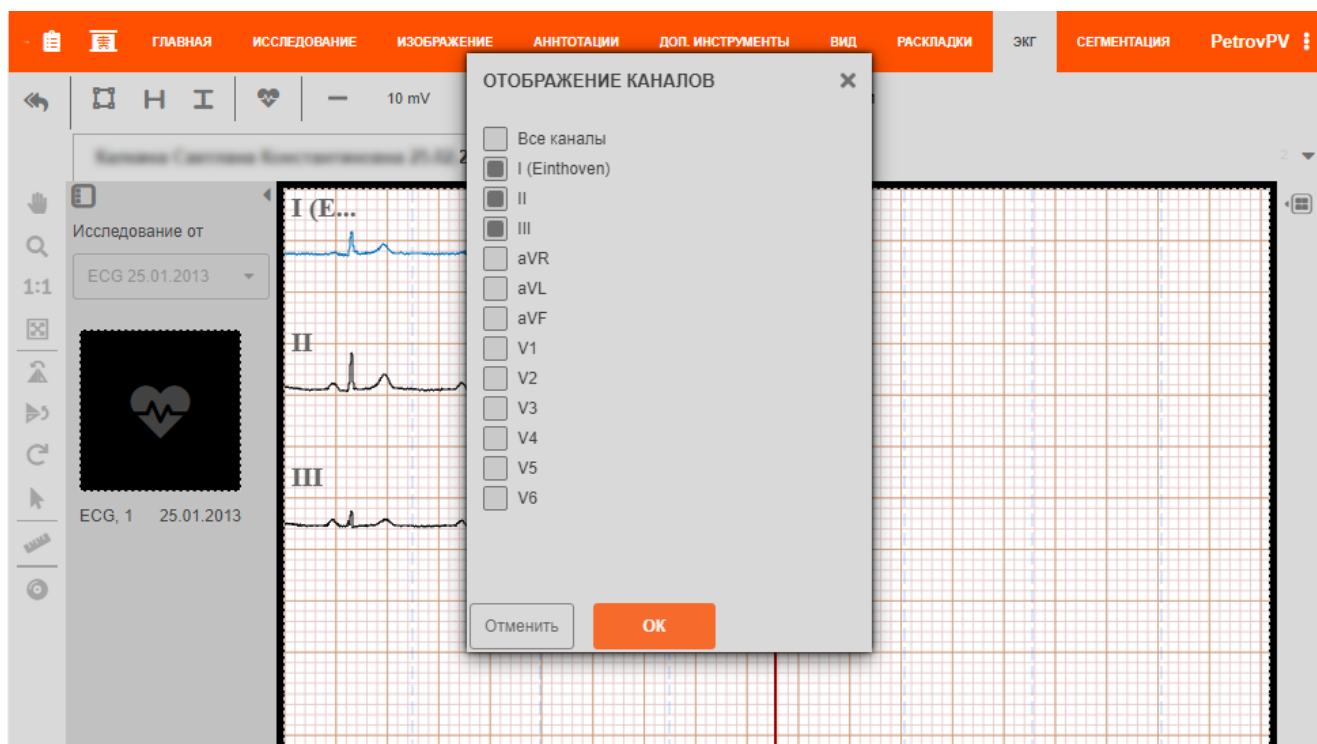 ГЛАВНАЯ ИССЛЕДОВАНИЕ ИЗОБРАЖЕНИЕ АННТОТАЦИИ ДОП. ИНСТРУМЕНТЫ ВИД РАСКЛАДКИ ЭКГ СЕГМЕНТАЦИЯ PetrovPV
10 mV
ОТОБРАЖЕНИЕ КАНАЛОВ
2
Все каналы
I (Einthoven)
II
III
aVR
aVL
aVF
V1
V2
V3
V4
V5
V6
Отменить
ОК
1:1
Исследование от
ECG 25.01.2013
ECG, 1 25.01.2013
I (E...
II
III